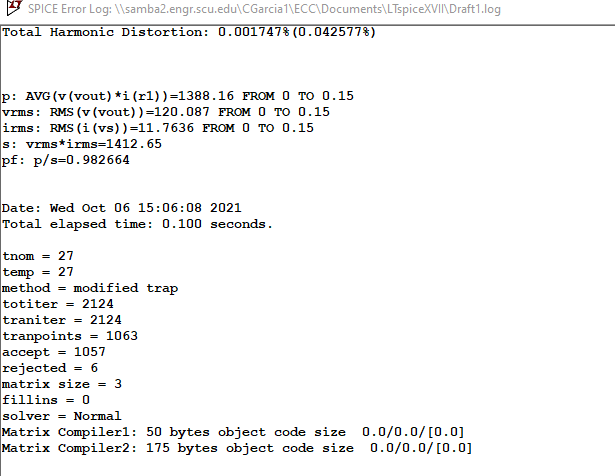 SPICE Error Log: \\samba2.engr.scu.edu\CGarcia1\ECC\Documents\LTspiceXVII\Draft1.log
Total Harmonic Distortion: 0.001747%(0.042577%)
p: AVG(v(vout)*i(r1))=1388.16 FROM 0 TO 0.15
vrms: RMS(v(vout))=120.087 FROM 0 TO 0.15
irms: RMS(i(vs))=11.7636 FROM 0 TO 0.15
s: vrms*irms=1412.65
pf: p/s=0.982664
Date: Wed Oct 06 15:06:08 2021
Total elapsed time: 0.100 seconds.
tnom = 27
temp = 27
method = modified trap
totiter = 2124
traniter = 2124
tranpoints = 1063
accept = 1057
rejected = 6
matrix size = 3
fillins = 0
solver = Normal
Matrix Compiler1: 50 bytes object code size  0.0/0.0/[0.0]
Matrix Compiler2: 175 bytes object code size  0.0/0.0/[0.0]